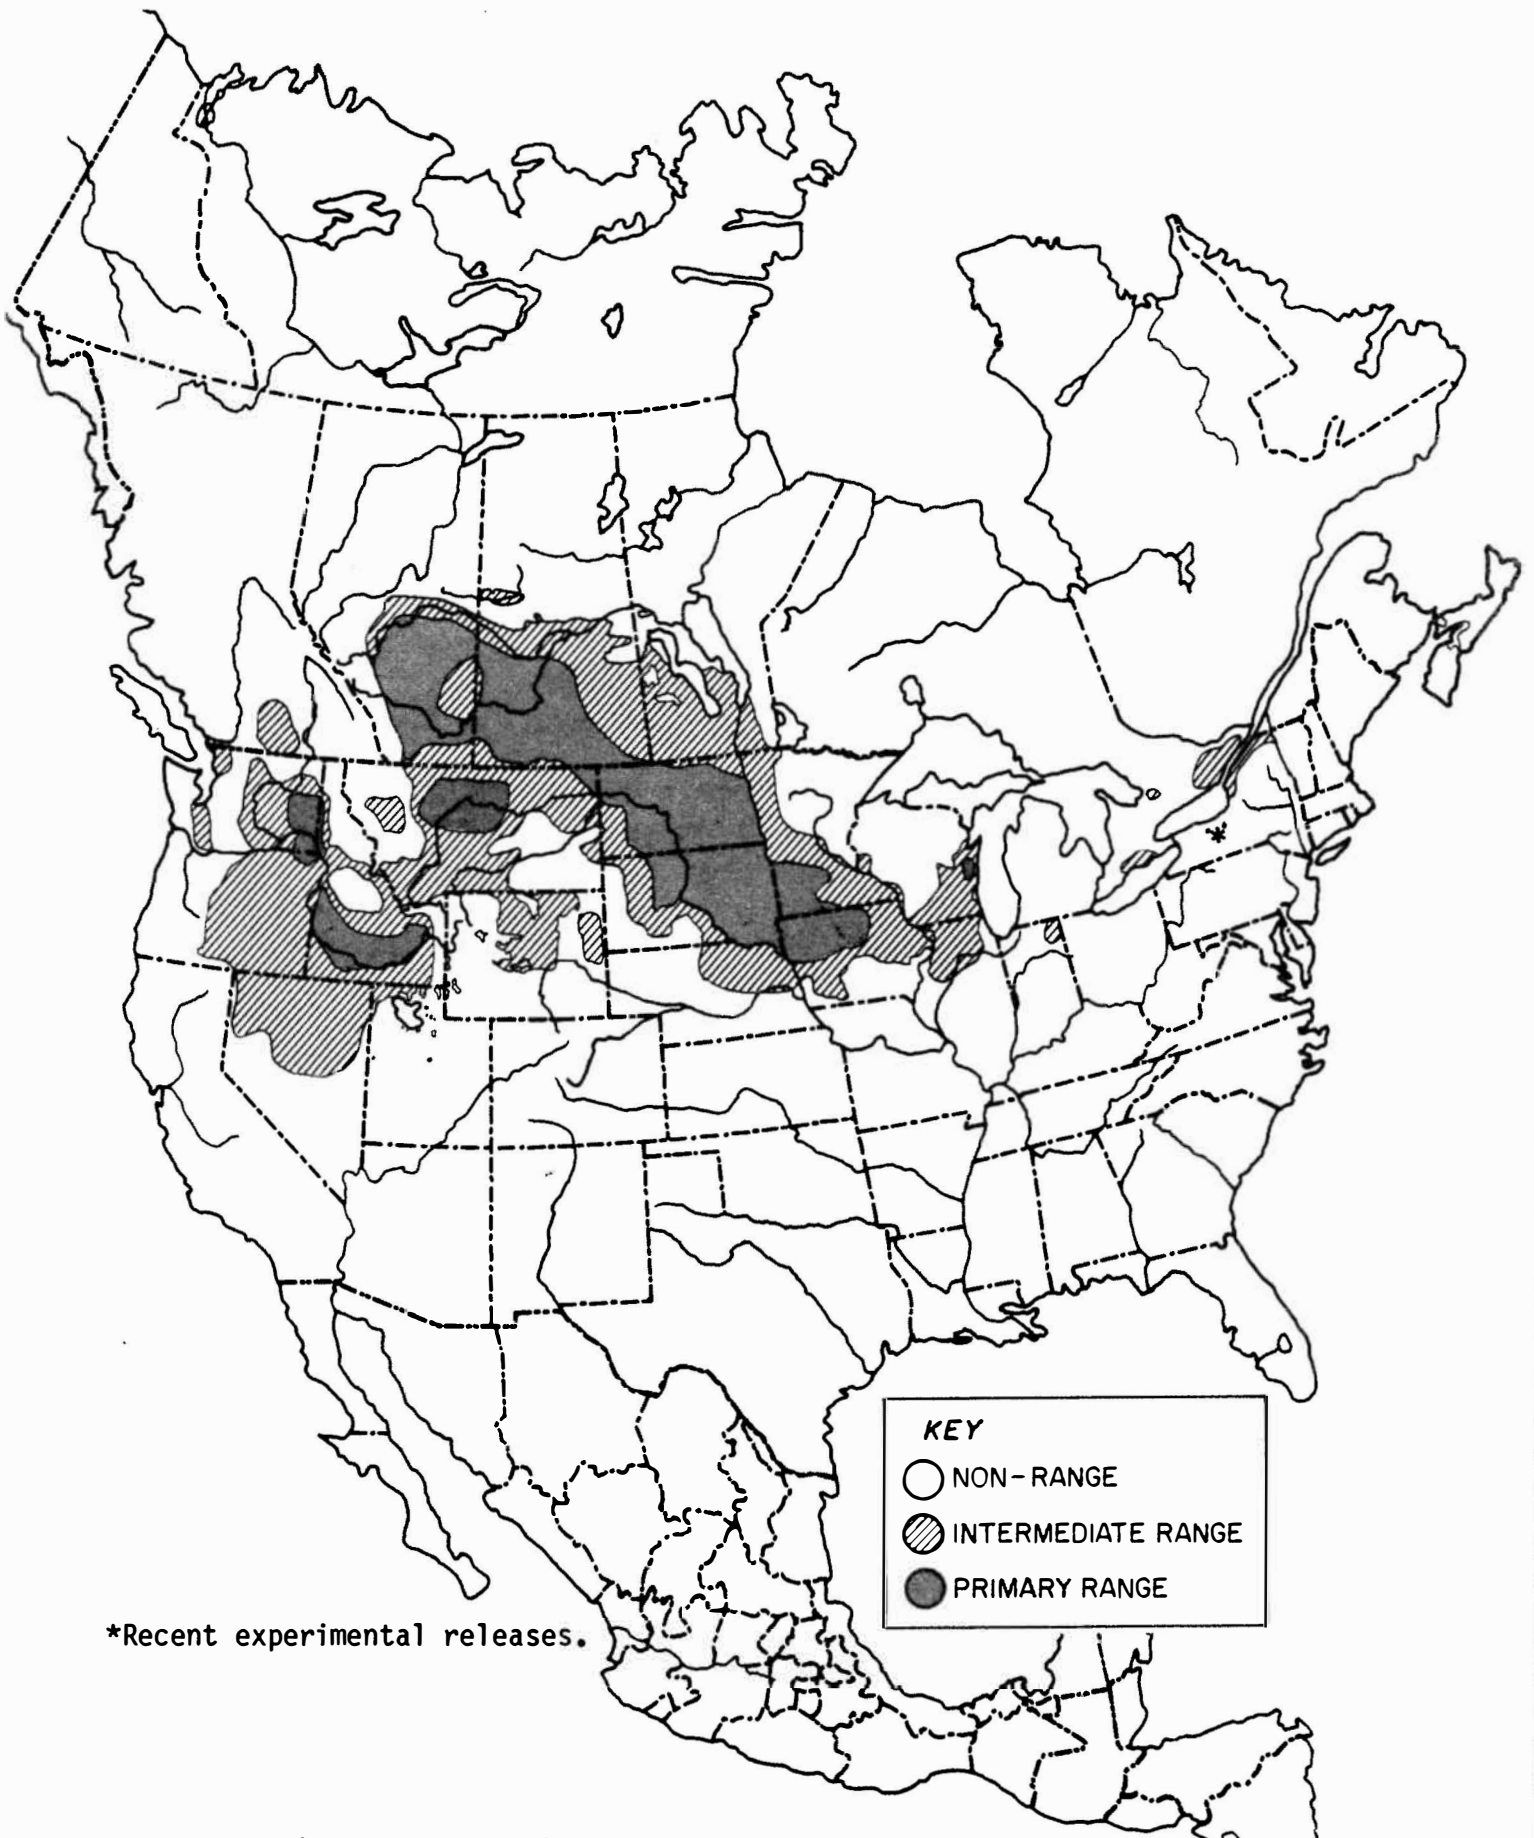 KEY
NON-RANGE
INTERMEDIATE RANGE
PRIMARY RANGE
*Recent experimental releases.